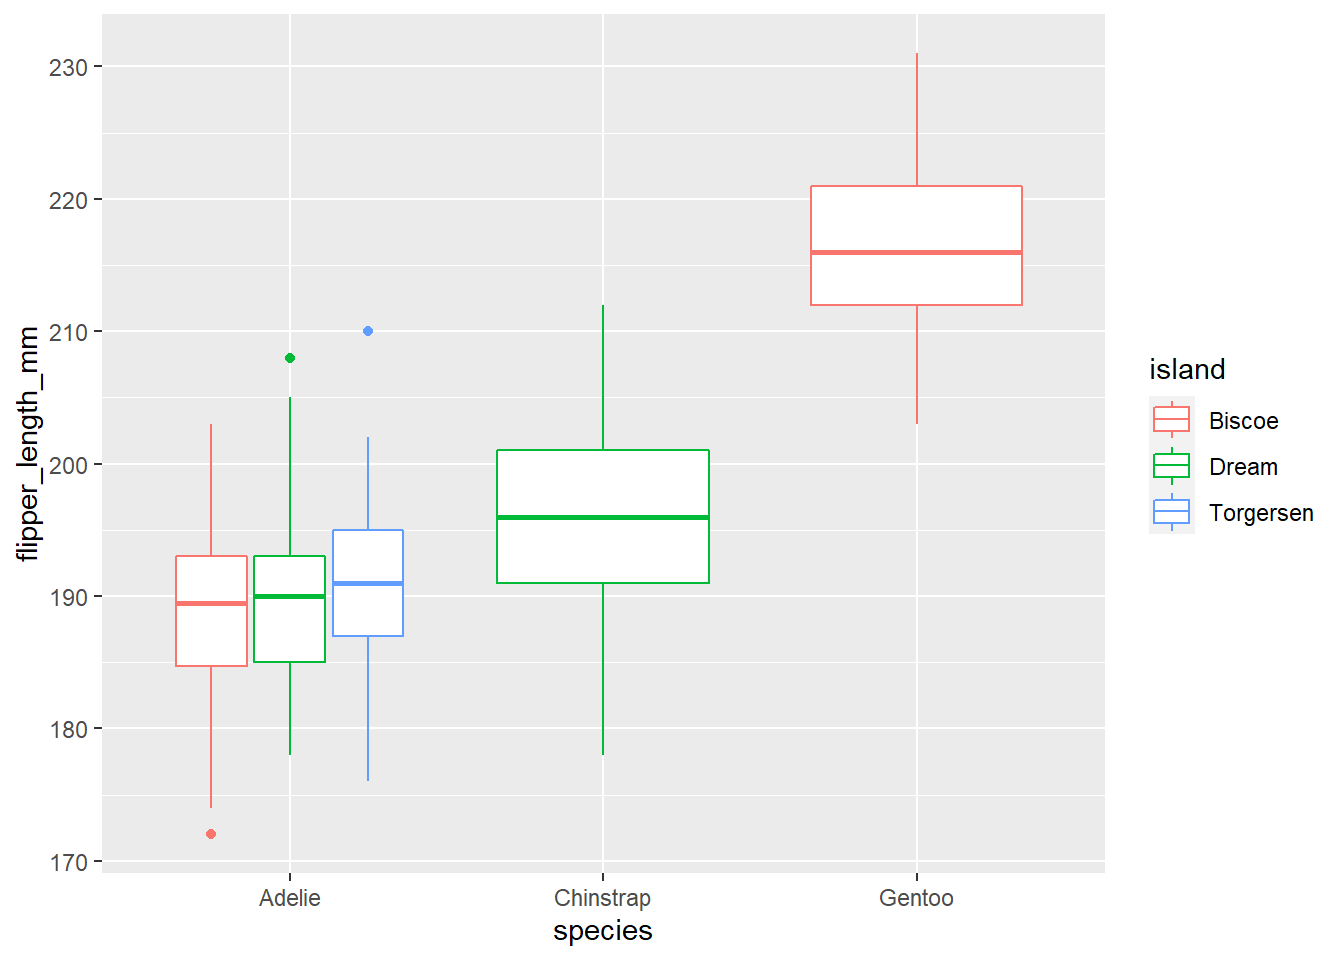 flipper_length_mm
230
220
210
200
190
180
170
Adelie
Chinstrap
Gentoo
species
island
Biscoe
Dream
Torgersen